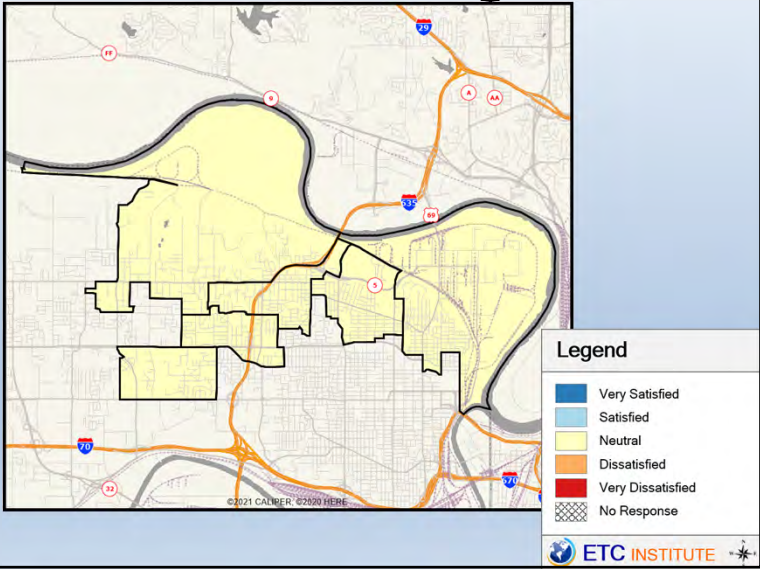 29
FF
9
A
AA
635
69
5
70
32
670
©2021 CALIPER, ©2020 HERE
Legend
Very Satisfied
Satisfied
Neutral
Dissatisfied
Very Dissatisfied
No Response
ETC INSTITUTE
N
W
E
S